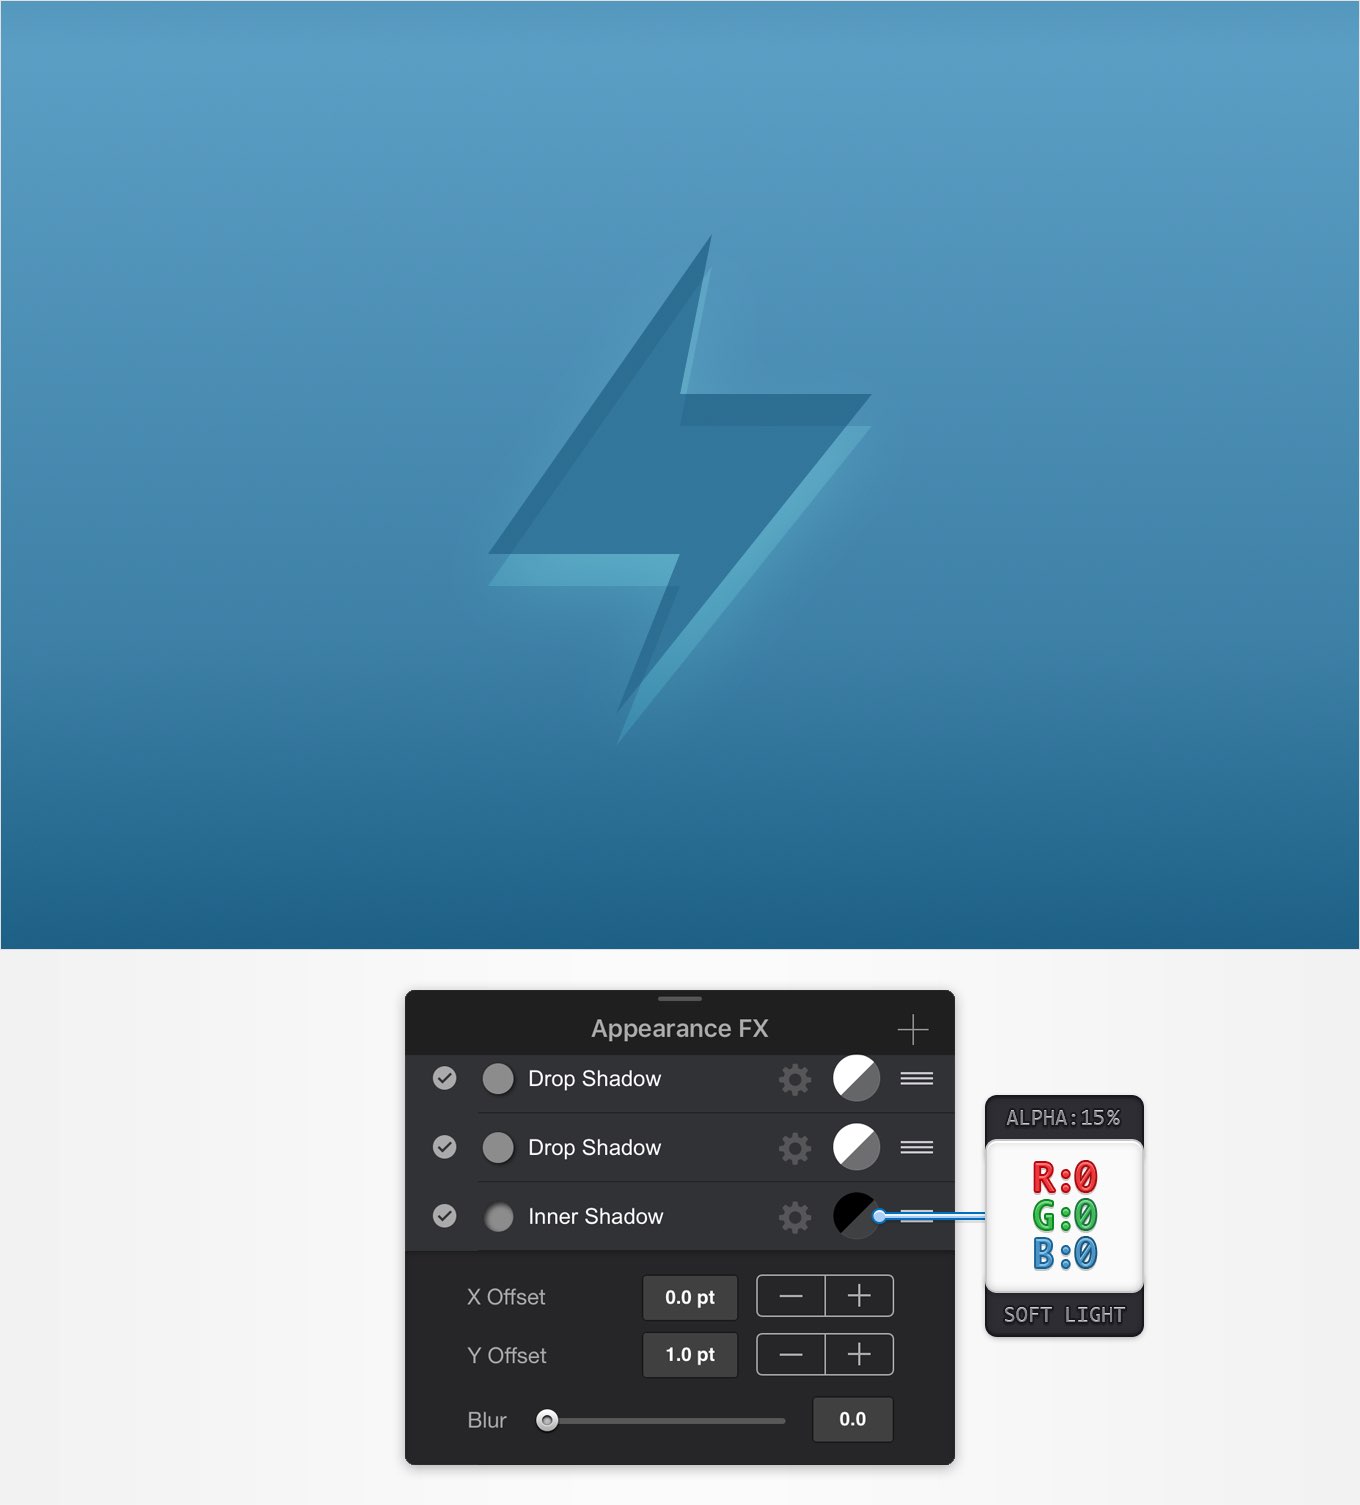 Appearance FX
Drop Shadow
Drop Shadow
Inner Shadow
X Offset 0.0 pt
Y Offset 1.0 pt
Blur 0.0
ALPHA:15%
R:0
G:0
B:0
SOFT LIGHT